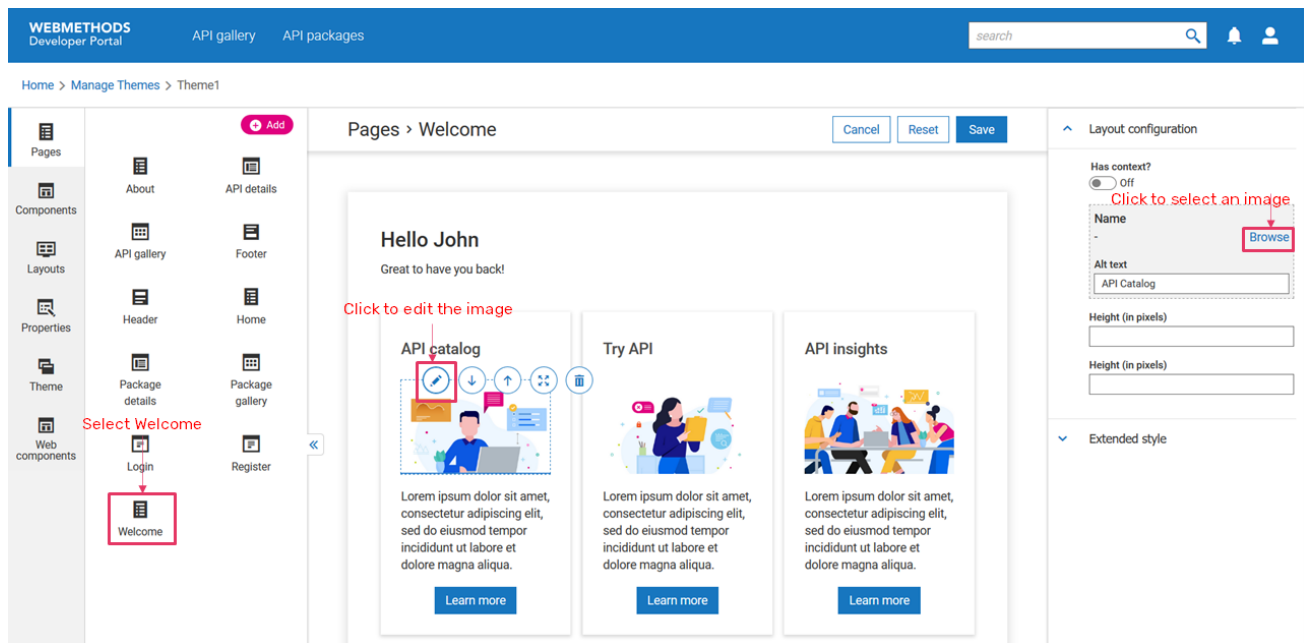 WEBMETHODS
Developer Portal
API gallery
API packages
search
Home > Manage Themes > Theme1
Pages
Components
Layouts
Properties
Theme
Web
components
Add
About
API details
API gallery
Footer
Header
Home
Package
details
Package
gallery
Select Welcome
Login
Register
Welcome
Pages > Welcome
Cancel
Reset
Save
Hello John
Great to have you back!
Click to edit the image
API catalog
Lorem ipsum dolor sit amet,
consectetur adipiscing elit,
sed do eiusmod tempor
incididunt ut labore et
dolore magna aliqua.
Learn more
Try API
Lorem ipsum dolor sit amet,
consectetur adipiscing elit,
sed do eiusmod tempor
incididunt ut labore et
dolore magna aliqua.
Learn more
API insights
Lorem ipsum dolor sit amet,
consectetur adipiscing elit,
sed do eiusmod tempor
incididunt ut labore et
dolore magna aliqua.
Learn more
Layout configuration
Has context?
Off
Click to select an image
Name
-
Browse
Alt text
API Catalog
Height (in pixels)
Height (in pixels)
Extended style